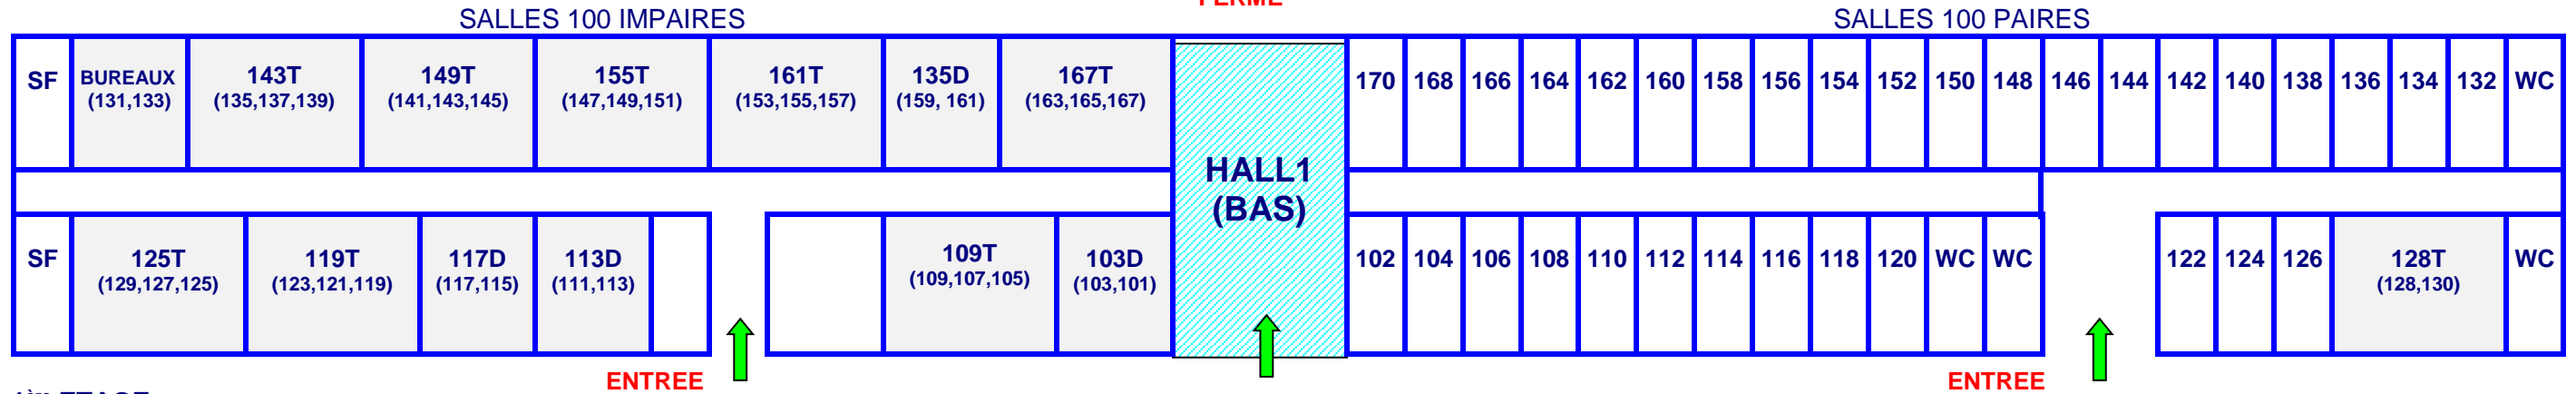 FERME
SALLES 100 IMPAIRES
SALLES 100 PAIRES
SF
BUREAUX
(131,133)
143T
(135,137,139)
149T
(141,143,145)
155T
(147,149,151)
161T
(153,155,157)
135D
(159, 161)
167T
(163,165,167)
170 168 166 164 162 160 158 156 154 152 150 148 146 144 142 140 138 136 134 132 WC
HALL1
(BAS)
SF
125T
(129,127,125)
119T
(123,121,119)
117D
(117,115)
113D
(111,113)
109T
(109,107,105)
103D
(103,101)
102 104 106 108 110 112 114 116 118 120 WC WC
122 124 126
128T
(128,130)
WC
ENTREE
ENTREE
1èr ETAGE